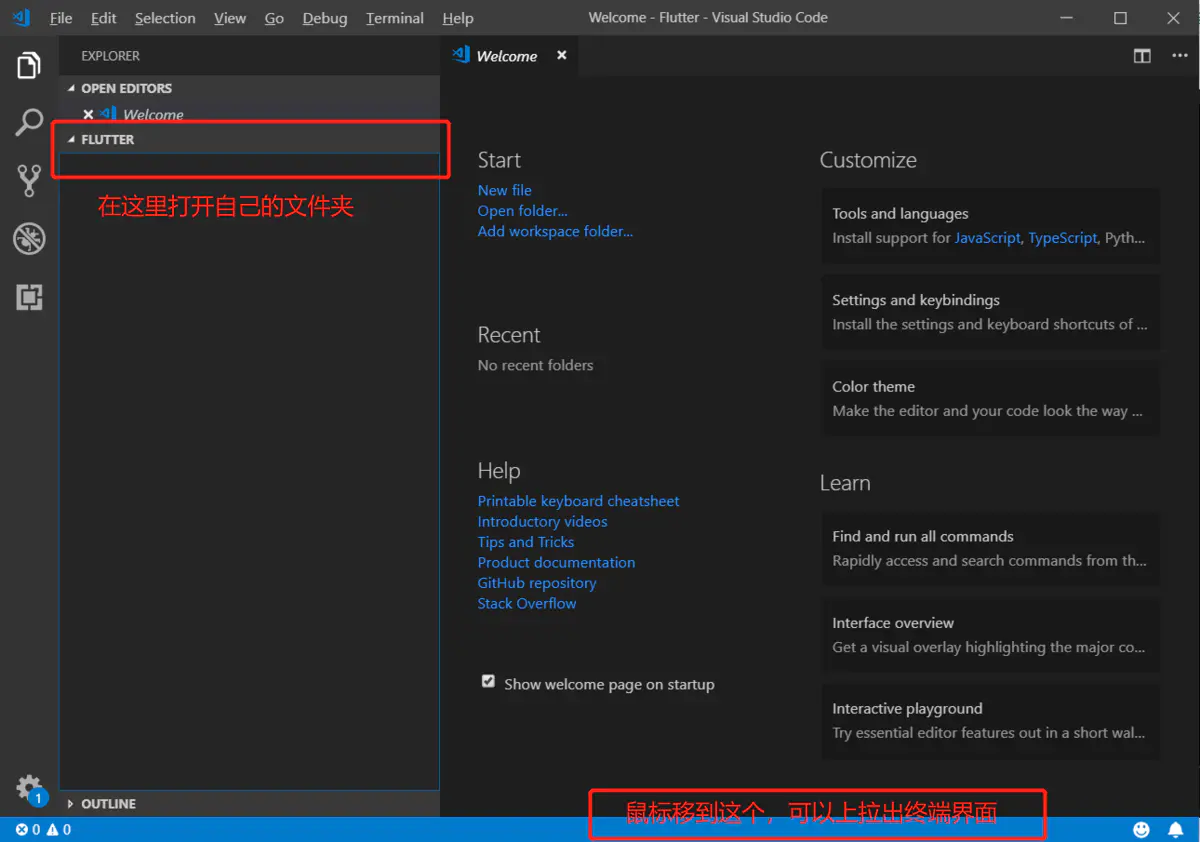 File Edit Selection View Go Debug Terminal Help
Welcome - Flutter - Visual Studio Code
EXPLORER
OPEN EDITORS
Welcome
FLUTTER
在这里打开自己的文件夹
OUTLINE
Welcome
Start
New file
Open folder...
Add workspace folder...
Recent
No recent folders
Help
Printable keyboard cheatsheet
Introductory videos
Tips and Tricks
Product documentation
GitHub repository
Stack Overflow
Show welcome page on startup
Customize
Tools and languages
Install support for JavaScript, TypeScript, Pyth...
Settings and keybindings
Install the settings and keyboard shortcuts of ...
Color theme
Make the editor and your code look the way ...
Learn
Find and run all commands
Rapidly access and search commands from th...
Interface overview
Get a visual overlay highlighting the major co...
Interactive playground
Try essential editor features out in a short wal...
鼠标移到这个，可以上拉出终端界面
1
0 0